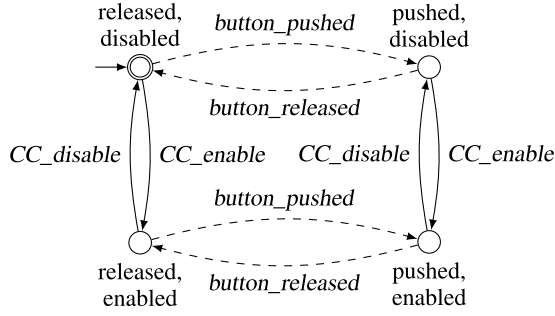 released,
disabled
button_pushed
pushed,
disabled
button_released
CC_disable
CC_enable
CC_disable
CC_enable
button_pushed
released,
enabled
button_released
pushed,
enabled